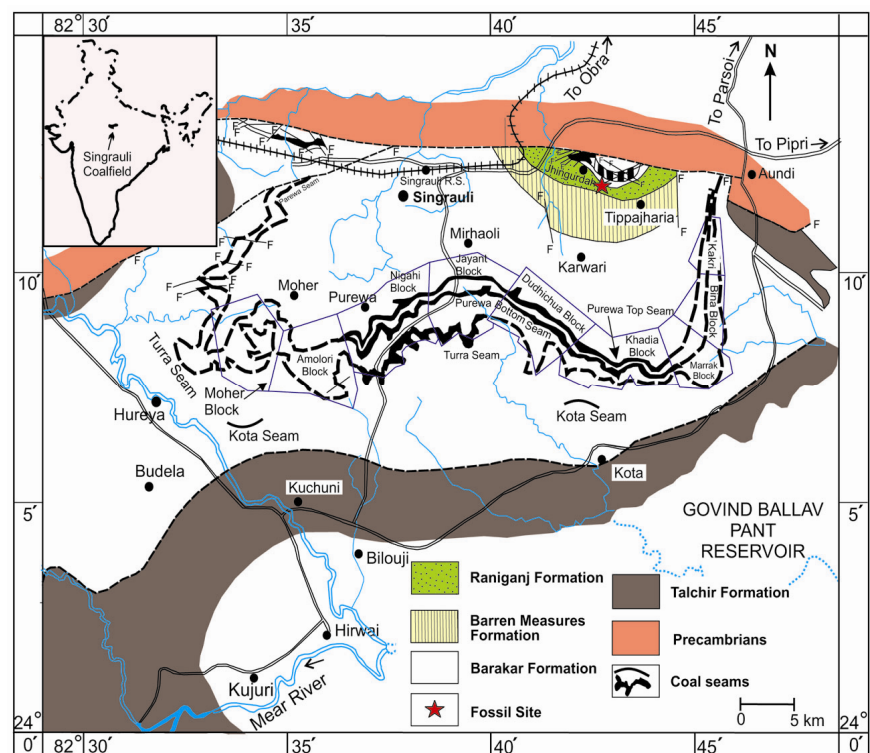 82° 30′
35′
40′
45′
To Obra
To Parsoi
N
To Pipri
Singrauli
Coalfield
Parewa Seam
Singrauli R.S.
Singrauli
Jhingurdah
Tippajharia
Aundi
F
F
F
F
F
F
F
F
F
F
F
10′
10′
Moher
Mirhaoli
Karwari
Purewa
Nigahi
Block
Jayant
Block
Dudhichua Block
Purewa
Bottom Seam
Purewa Top Seam
Kakri
Bina Block
Khadia
Block
Marrak
Block
Turra Seam
Amolori
Block
Turra Seam
Moher
Block
Hureya
Kota Seam
Kota Seam
Budela
Kuchuni
Kota
5′
5′
GOVIND BALLAV
PANT
RESERVOIR
Bilouji
Hirwai
Kujuri
Mear River
Raniganj Formation
Barren Measures
Formation
Barakar Formation
Fossil Site
Talchir Formation
Precambrians
Coal seams
0 5 km
24°
0′
24°
0′
82° 30′
35′
40′
45′